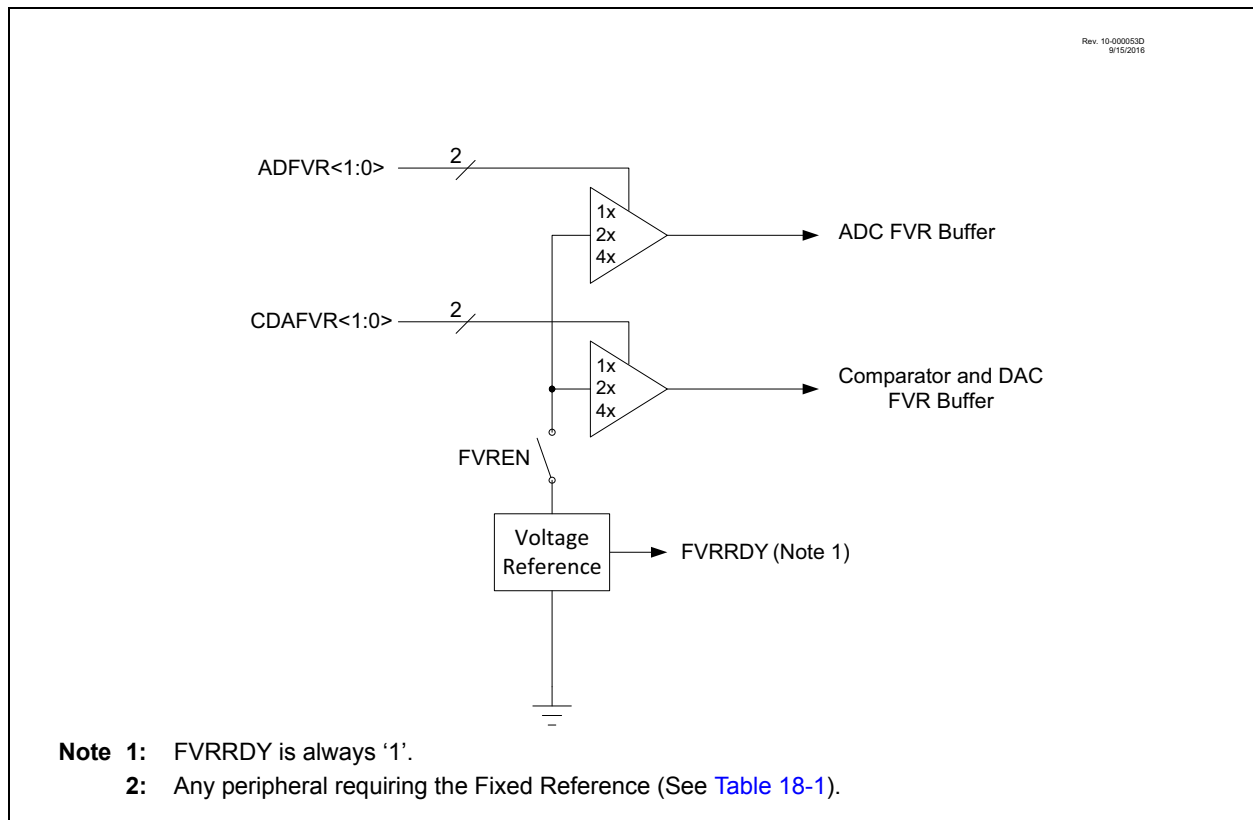 Rev. 10-000053D
9/15/2016
ADFVR<1:0>
2
1x
2x
4x
ADC FVR Buffer
CDAFVR<1:0>
2
1x
2x
4x
Comparator and DAC
FVR Buffer
FVREN
Voltage
Reference
FVRRDY (Note 1)
Note 1: FVRRDY is always ‘1’.
2: Any peripheral requiring the Fixed Reference (See Table 18-1).